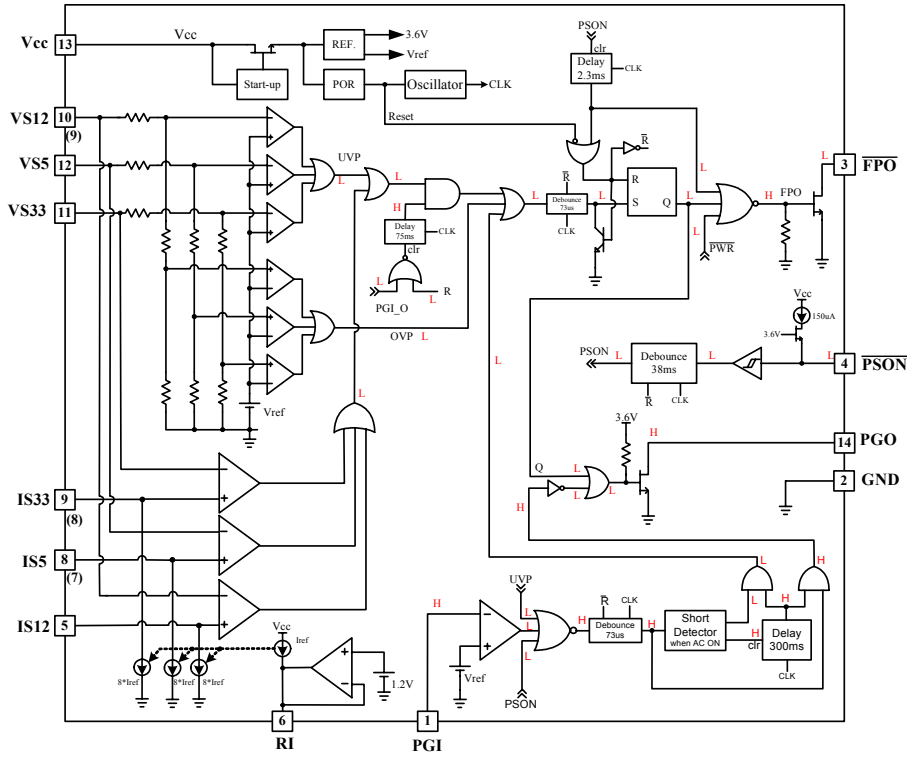 PSON
clr
Delay
2.3ms
CLK
Vcc
13
Vcc
REF.
3.6V
Vref
Start-up
POR
Oscillator
CLK
Reset
VS12
10
(9)
VS5
12
VS33
11
UVP
L
L
H
Delay
75ms
CLK
clr
L
PGI_O
L
R
OVP
L
L
R
Debounce
73us
CLK
L
R
R
S
Q
L
L
L
PWR
H
FPO
L
3
FPO
Vcc
150uA
3.6V
PSON
L
Debounce
38ms
R
CLK
L
L
4
PSON
L
L
Vref
3.6V
H
14
PGO
Q
L
L
L
H
2
GND
IS33
9
(8)
IS5
8
(7)
IS12
5
Vcc
Iref
8*Iref
8*Iref
8*Iref
1.2V
6
RI
H
1
PGI
Vref
UVP
L
L
L
PSON
H
R
CLK
Debounce
73us
H
Short
Detector
when AC ON
L
L
H
H
H
clr
Delay
300ms
CLK